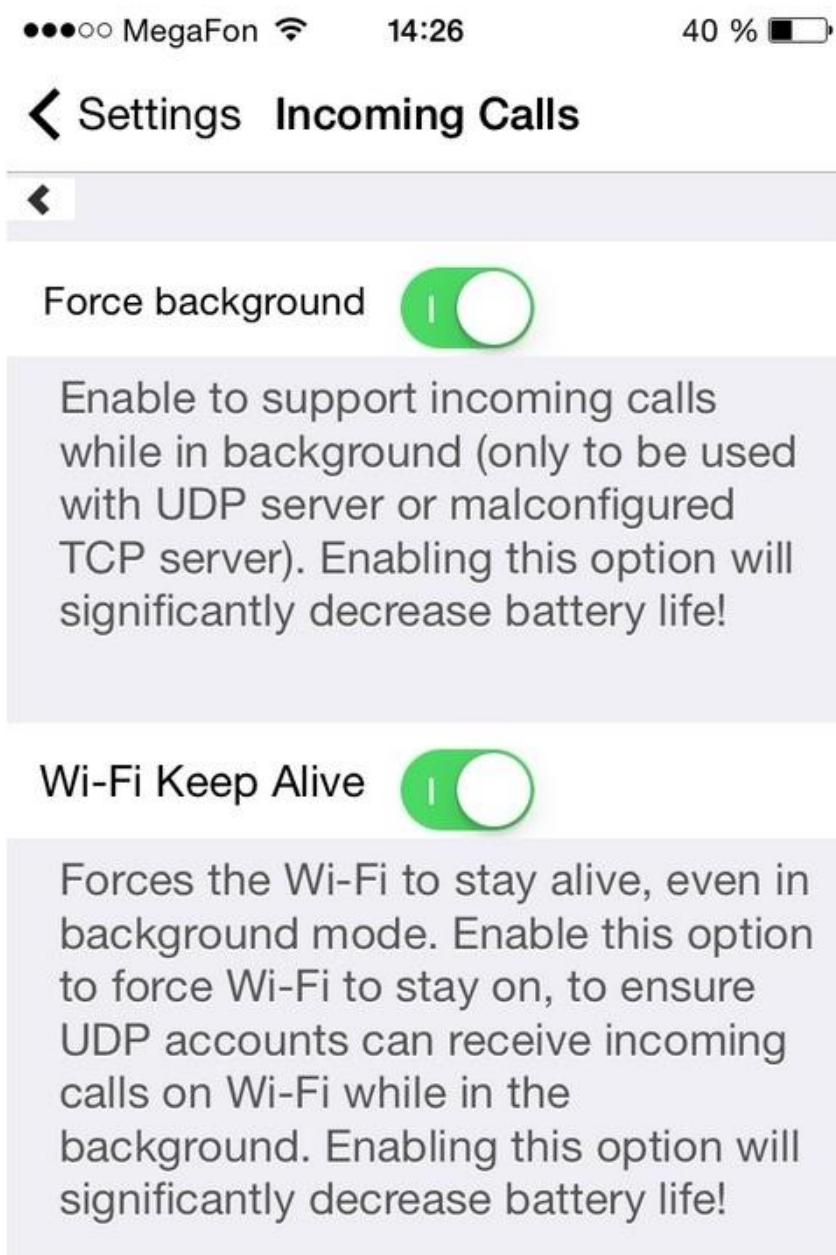 MegaFon 14:26 40 %
Settings Incoming Calls
Force background
Enable to support incoming calls
while in background (only to be used
with UDP server or malconfigured
TCP server). Enabling this option will
significantly decrease battery life!
Wi-Fi Keep Alive
Forces the Wi-Fi to stay alive, even in
background mode. Enable this option
to force Wi-Fi to stay on, to ensure
UDP accounts can receive incoming
calls on Wi-Fi while in the
background. Enabling this option will
significantly decrease battery life!